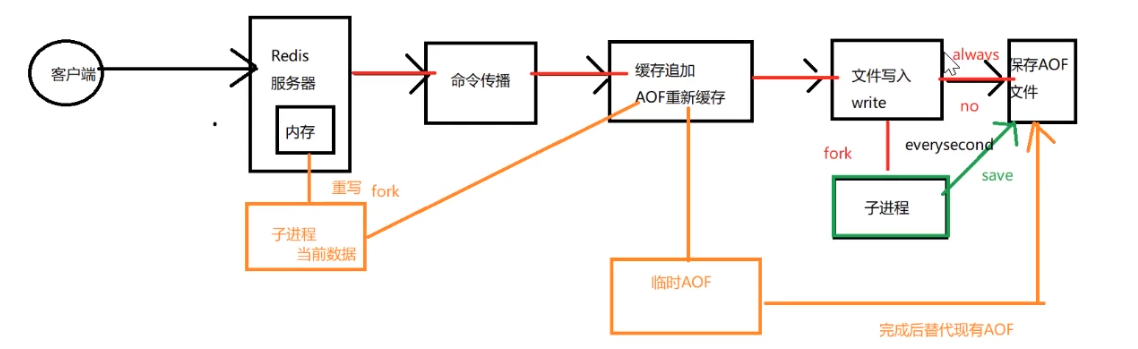 客户端
Redis
服务器
内存
命令传播
缓存追加
AOF重新缓存
文件写入
write
always
no
保存AOF
文件
fork
everysecond
save
子进程
重写
fork
子进程
当前数据
临时AOF
完成后替代现有AOF